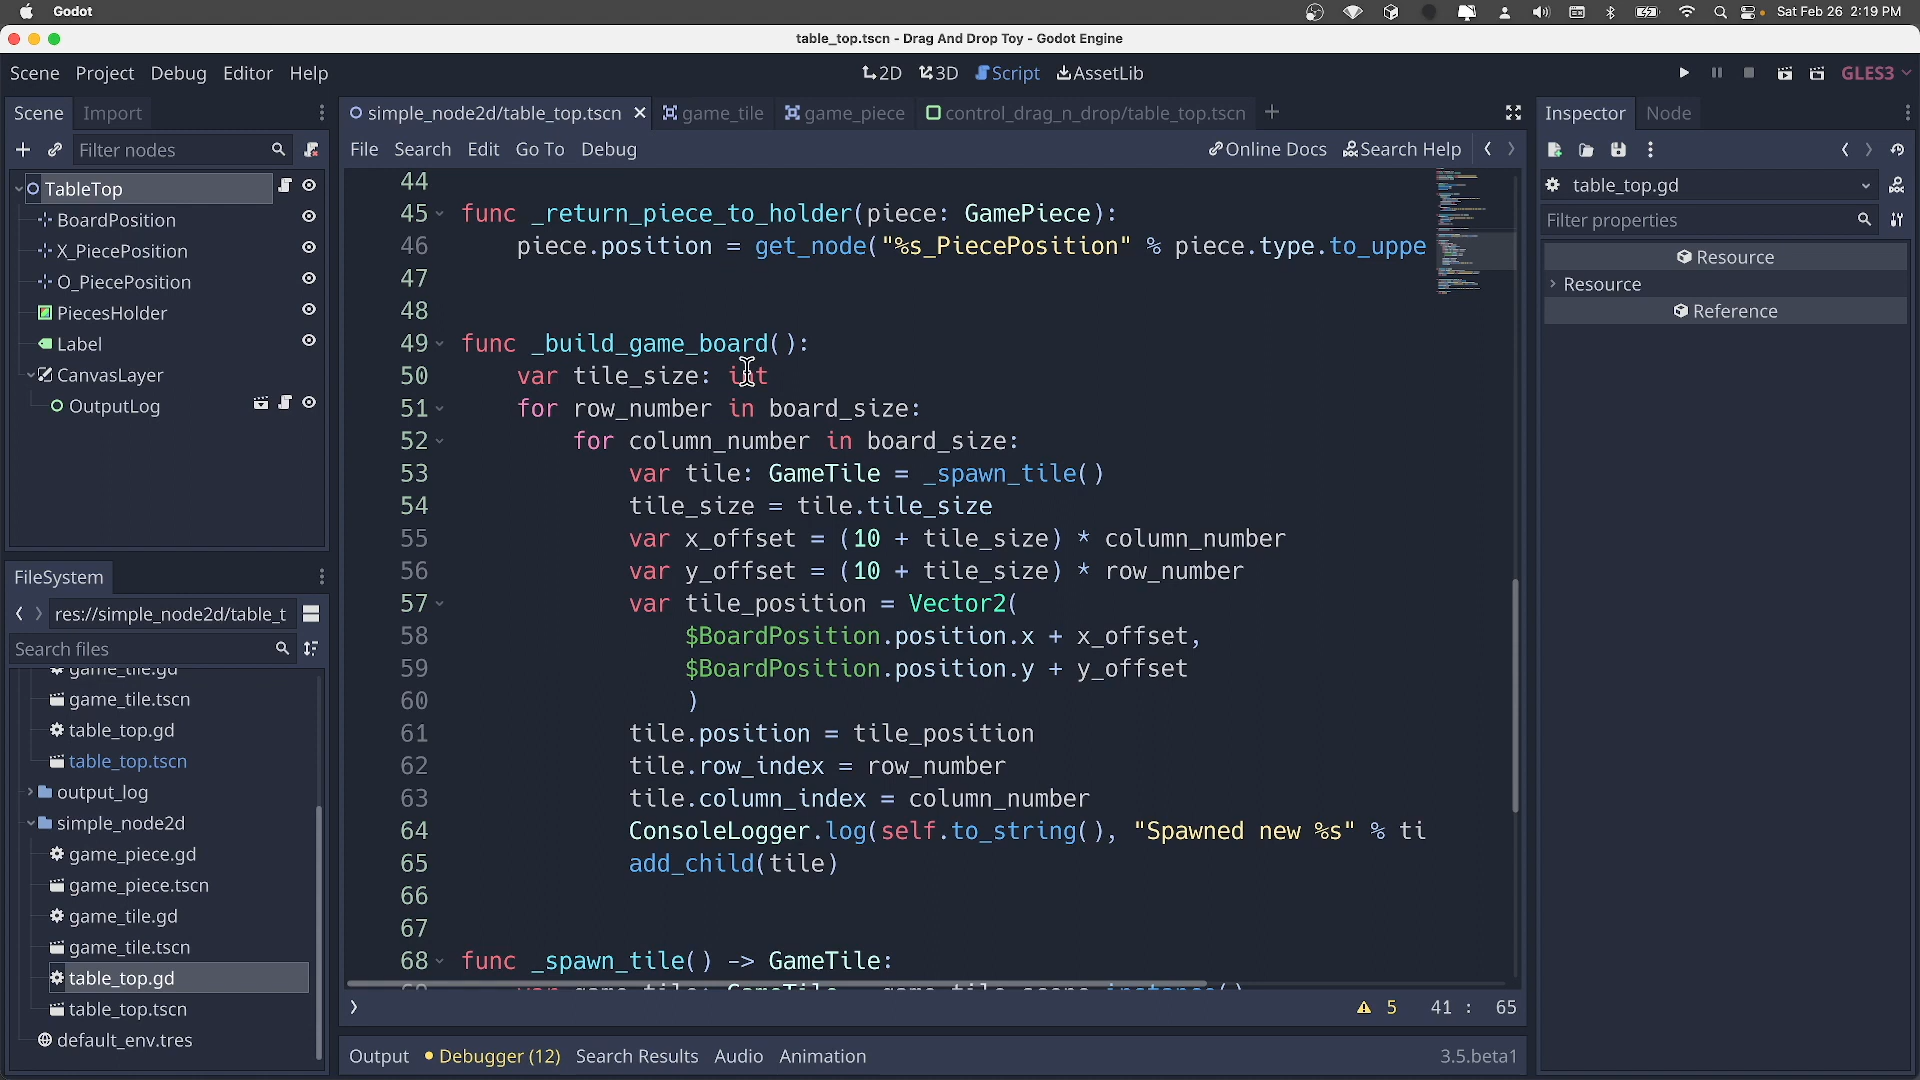 Godot
Sat Feb 26 2:19 PM
table_top.tscn - Drag And Drop Toy - Godot Engine
Scene Project Debug Editor Help
2D 3D Script AssetLib
GLES3
Scene Import
simple_node2d/table_top.tscn game_tile game_piece control_drag_n_drop/table_top.tscn
Inspector Node
Filter nodes
File Search Edit Go To Debug
Online Docs Search Help
TableTop
BoardPosition
X_PiecePosition
O_PiecePosition
PiecesHolder
Label
CanvasLayer
OutputLog
FileSystem
res://simple_node2d/table_t
Search files
game_tile.gd
game_tile.tscn
table_top.gd
table_top.tscn
output_log
simple_node2d
game_piece.gd
game_piece.tscn
game_tile.gd
game_tile.tscn
table_top.gd
table_top.tscn
default_env.tres
44
45 func _return_piece_to_holder(piece: GamePiece):
46 piece.position = get_node("%s_PiecePosition" % piece.type.to_uppe
47
48
49 func _build_game_board():
50 var tile_size: int
51 for row_number in board_size:
52 for column_number in board_size:
53 var tile: GameTile = _spawn_tile()
54 tile_size = tile.tile_size
55 var x_offset = (10 + tile_size) * column_number
56 var y_offset = (10 + tile_size) * row_number
57 var tile_position = Vector2(
58 $BoardPosition.position.x + x_offset,
59 $BoardPosition.position.y + y_offset
60 )
61 tile.position = tile_position
62 tile.row_index = row_number
63 tile.column_index = column_number
64 ConsoleLogger.log(self.to_string(), "Spawned new %s" % ti
65 add_child(tile)
66
67
68 func _spawn_tile() -> GameTile:
5 41 : 65
Output Debugger (12) Search Results Audio Animation
3.5.beta1
table_top.gd
Filter properties
Resource
Resource
Reference